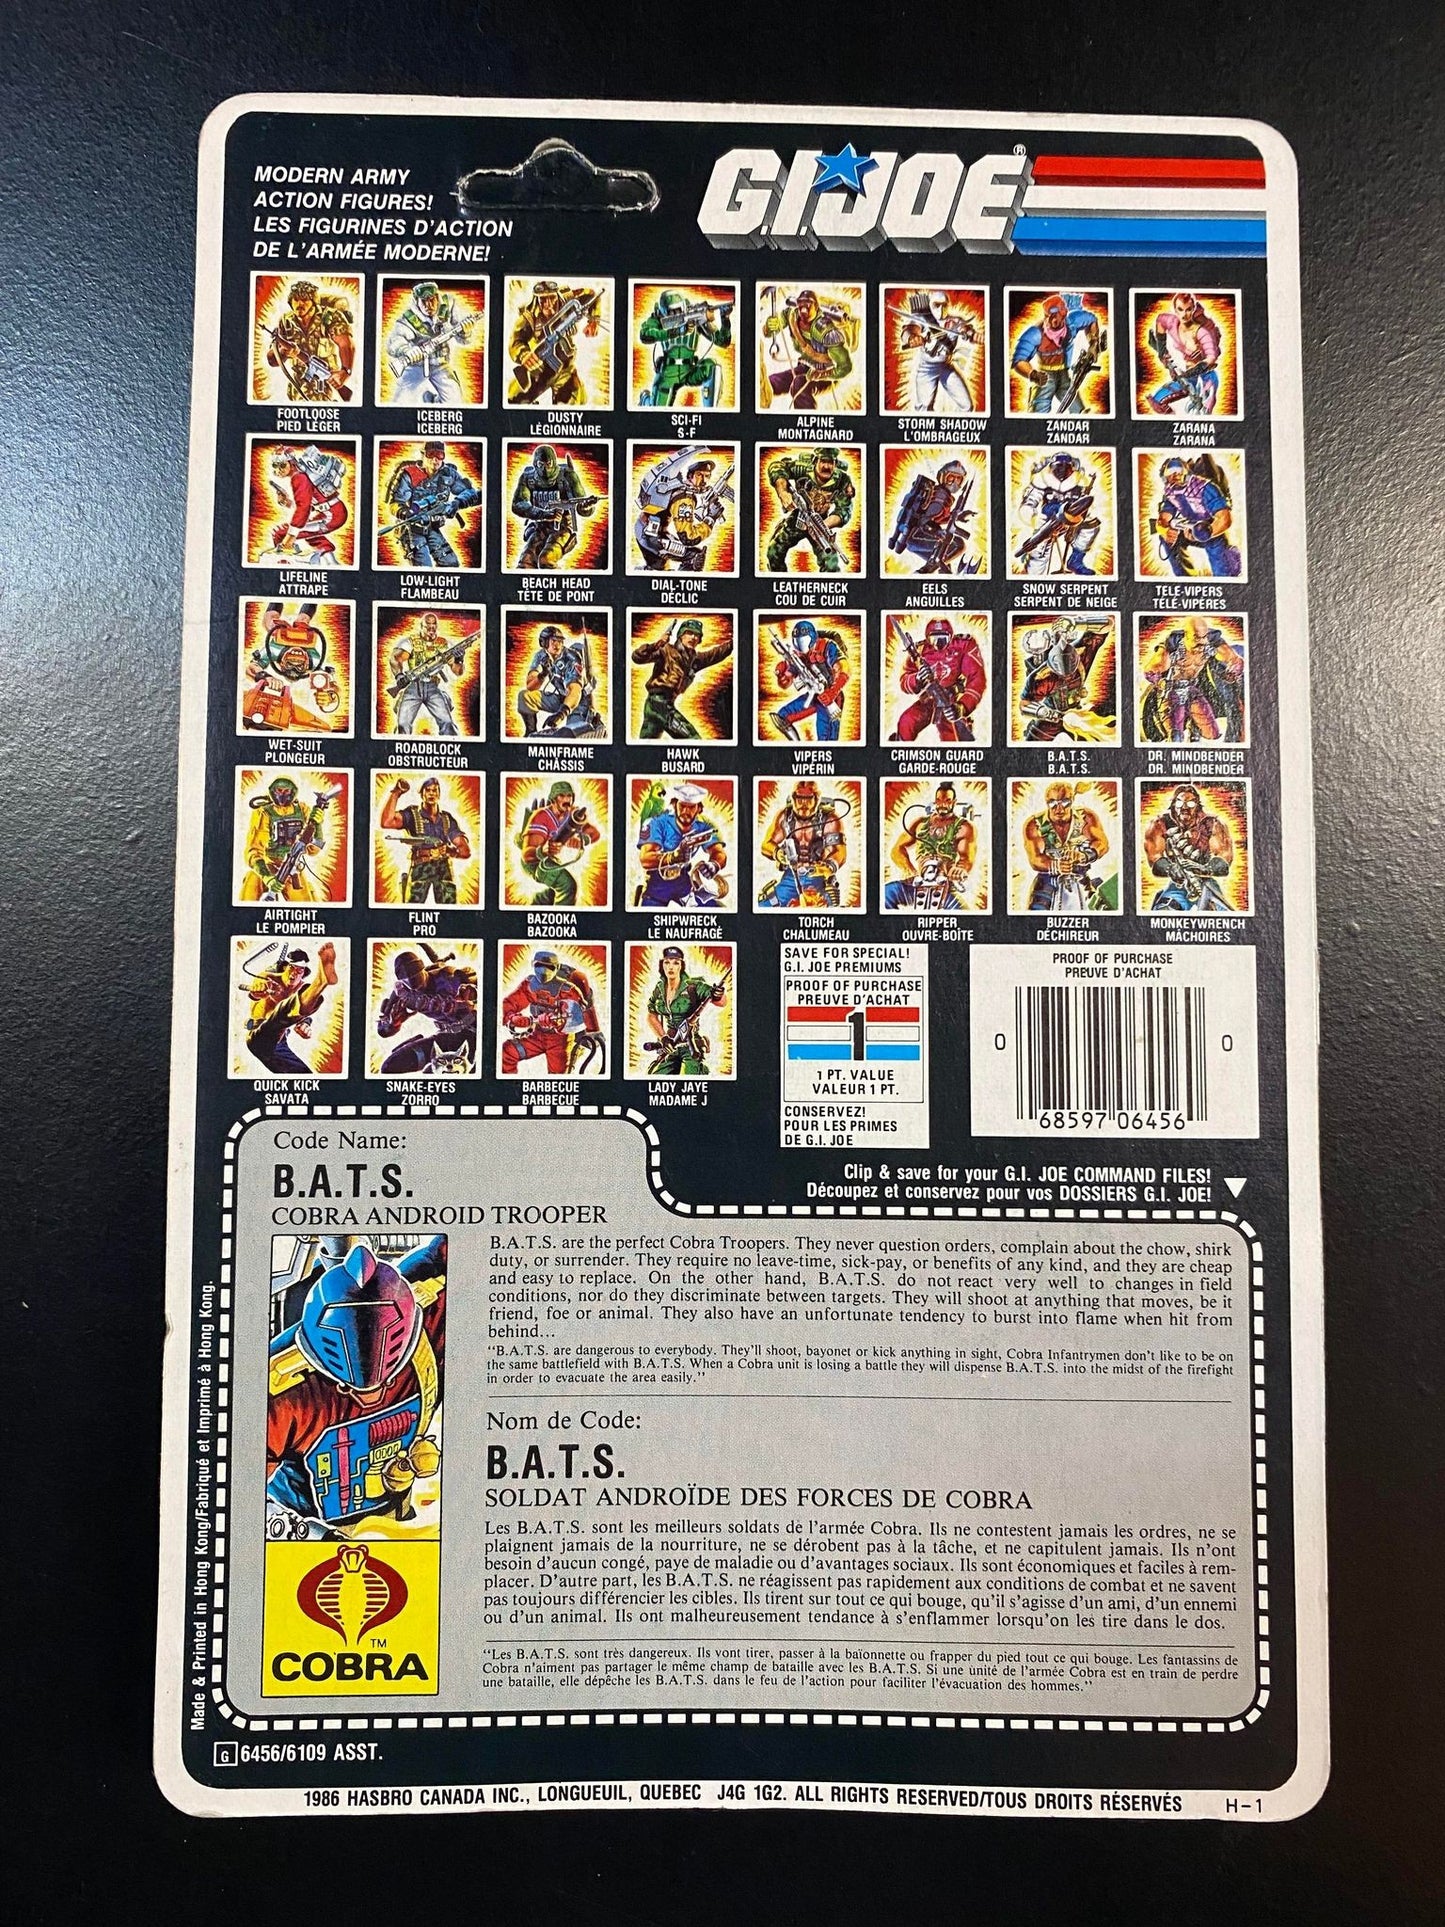 MODERN ARMY
ACTION FIGURES!
LES FIGURINES D'ACTION
DE L'ARMÉE MODERNE!
G.I.JOE®
FOOTLOOSE
PIED LÉGER
ICEBERG
ICEBERG
DUSTY
LÉGIONNAIRE
SCI-FI
S-F
ALPINE
MONTAGNARD
STORM SHADOW
L'OMBRAGEUX
ZANDAR
ZANDAR
ZARANA
ZARANA
LIFELINE
ATTRAPE
LOW-LIGHT
FLAMBEAU
BEACH HEAD
TÊTE DE PONT
DIAL-TONE
DÉCLIC
LEATHERNECK
COU DE CUIR
EELS
ANGUILLES
SNOW SERPENT
SERPENT DE NEIGE
TELE-VIPERS
TÉLÉ-VIPÈRES
WET-SUIT
PLONGEUR
ROADBLOCK
OBSTRUCTEUR
MAINFRAME
CHÂSSIS
HAWK
BUSARD
VIPERS
VIPÉRIN
CRIMSON GUARD
GARDE-ROUGE
B.A.T.S.
B.A.T.S.
DR. MINDBENDER
DR. MINDBENDER
AIRTIGHT
LE POMPIER
FLINT
PRO
BAZOOKA
BAZOOKA
SHIPWRECK
LE NAUFRAGÉ
TORCH
CHALUMEAU
RIPPER
OUVRE-BOÎTE
BUZZER
DÉCHIREUR
MONKEYWRENCH
MÂCHOIRES
QUICK KICK
SAVATA
SNAKE-EYES
ZORRO
BARBECUE
BARBECUE
LADY JAYE
MADAME J
SAVE FOR SPECIAL!
G.I. JOE PREMIUMS
PROOF OF PURCHASE
PREUVE D'ACHAT
1
1 PT. VALUE
VALEUR 1 PT.
CONSERVEZ!
POUR LES PRIMES
DE G.I. JOE
PROOF OF PURCHASE
PREUVE D'ACHAT
0 68597 06456 0
Clip & save for your G.I. JOE COMMAND FILES!
Découpez et conservez pour vos DOSSIERS G.I. JOE!
Code Name:
B.A.T.S.
COBRA ANDROID TROOPER
B.A.T.S. are the perfect Cobra Troopers. They never question orders, complain about the chow, shirk
duty, or surrender. They require no leave-time, sick-pay, or benefits of any kind, and they are cheap
and easy to replace. On the other hand, B.A.T.S. do not react very well to changes in field
conditions, nor do they discriminate between targets. They will shoot at anything that moves, be it
friend, foe or animal. They also have an unfortunate tendency to burst into flame when hit from
behind...
"B.A.T.S. are dangerous to everybody. They'll shoot, bayonet or kick anything in sight, Cobra Infantrymen don't like to be on
the same battlefield with B.A.T.S. When a Cobra unit is losing a battle they will dispense B.A.T.S. into the midst of the firefight
in order to evacuate the area easily."
Nom de Code:
B.A.T.S.
SOLDAT ANDROÏDE DES FORCES DE COBRA
Les B.A.T.S. sont les meilleurs soldats de l'armée Cobra. Ils ne contestent jamais les ordres, ne se
plaignent jamais de la nourriture, ne se dérobent pas à la tâche, et ne capitulent jamais. Ils n'ont
besoin d'aucun congé, paye de maladie ou d'avantages sociaux. Ils sont économiques et faciles à rem-
placer. D'autre part, les B.A.T.S. ne réagissent pas rapidement aux conditions de combat et ne savent
pas toujours différencier les cibles. Ils tirent sur tout ce qui bouge, qu'il s'agisse d'un ami, d'un ennemi
ou d'un animal. Ils ont malheureusement tendance à s'enflammer lorsqu'on les tire dans le dos.
"Les B.A.T.S. sont très dangereux. Ils vont tirer, passer à la baïonnette ou frapper du pied tout ce qui bouge. Les fantassins de
Cobra n'aiment pas partager le même champ de bataille avec les B.A.T.S. Si une unité de l'armée Cobra est en train de perdre
une bataille, elle dépêche les B.A.T.S. dans le feu de l'action pour faciliter l'évacuation des hommes."
TM
COBRA
Made & Printed in Hong Kong/Fabriqué et Imprimé à Hong Kong.
G 6456/6109 ASST.
1986 HASBRO CANADA INC., LONGUEUIL, QUEBEC J4G 1G2. ALL RIGHTS RESERVED/TOUS DROITS RÉSERVÉS
H-1